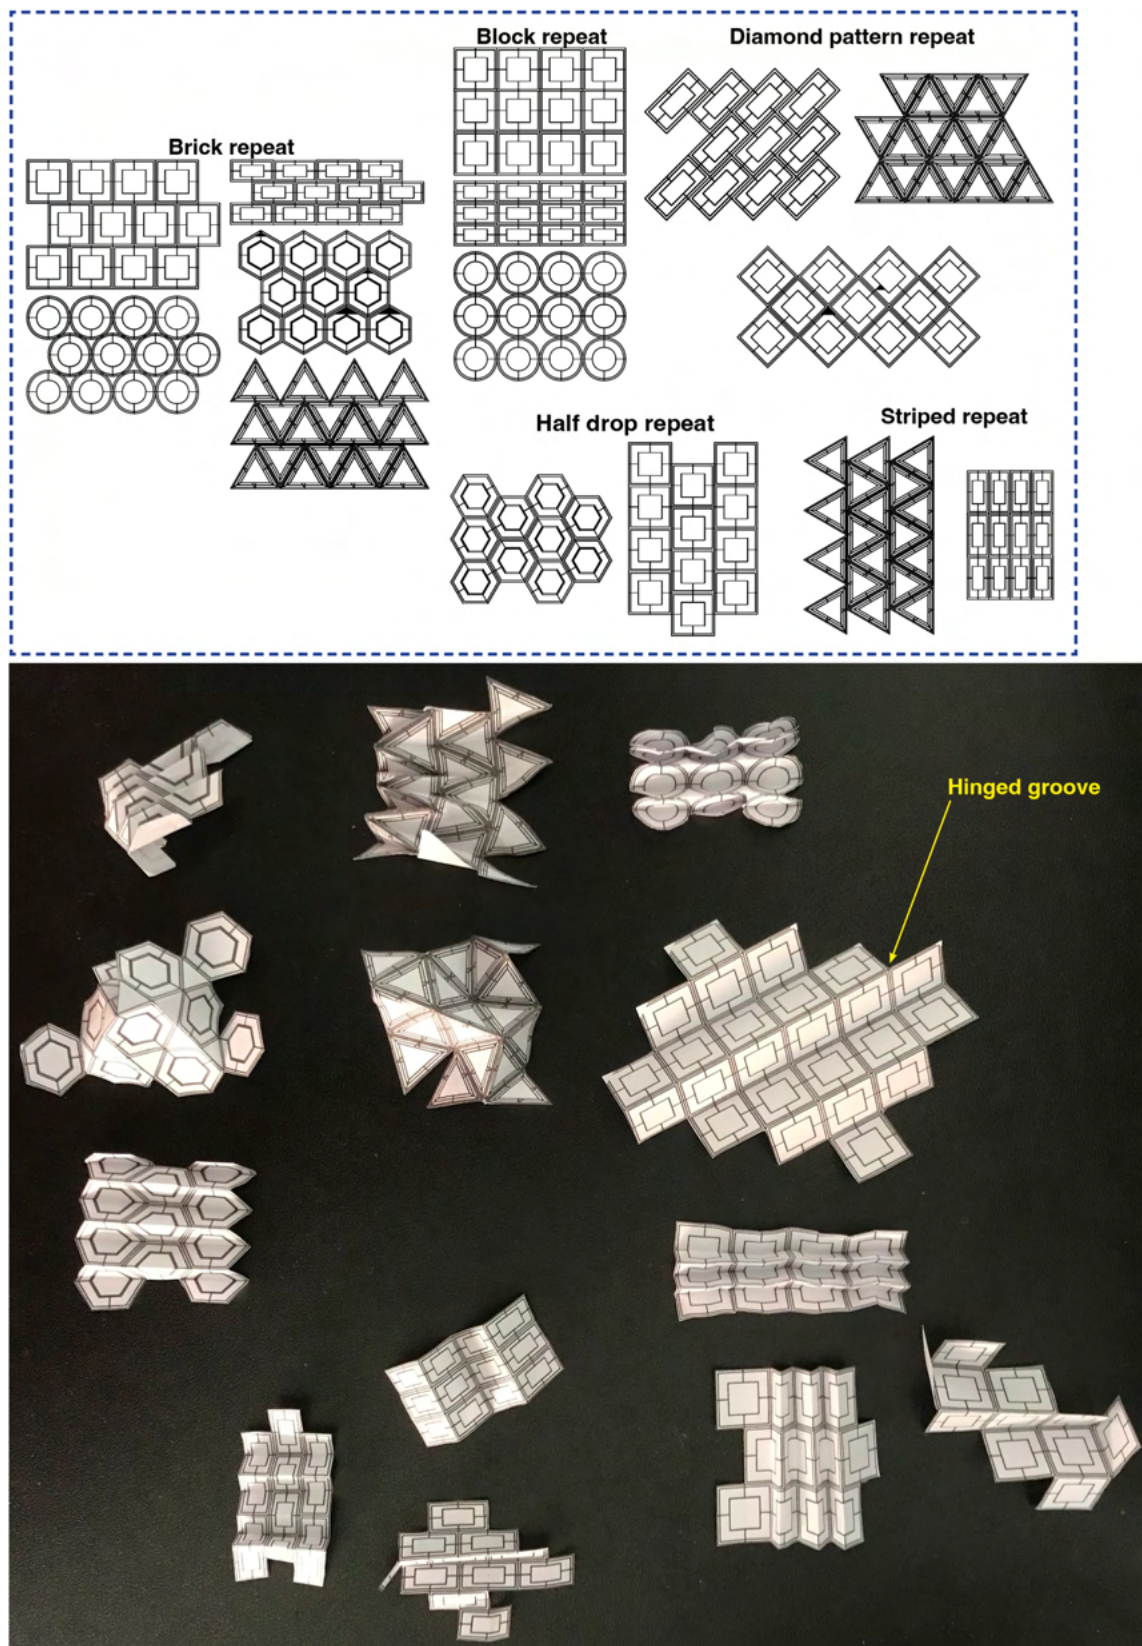 Block repeat
Diamond pattern repeat
Brick repeat
Half drop repeat
Striped repeat
Hinged groove